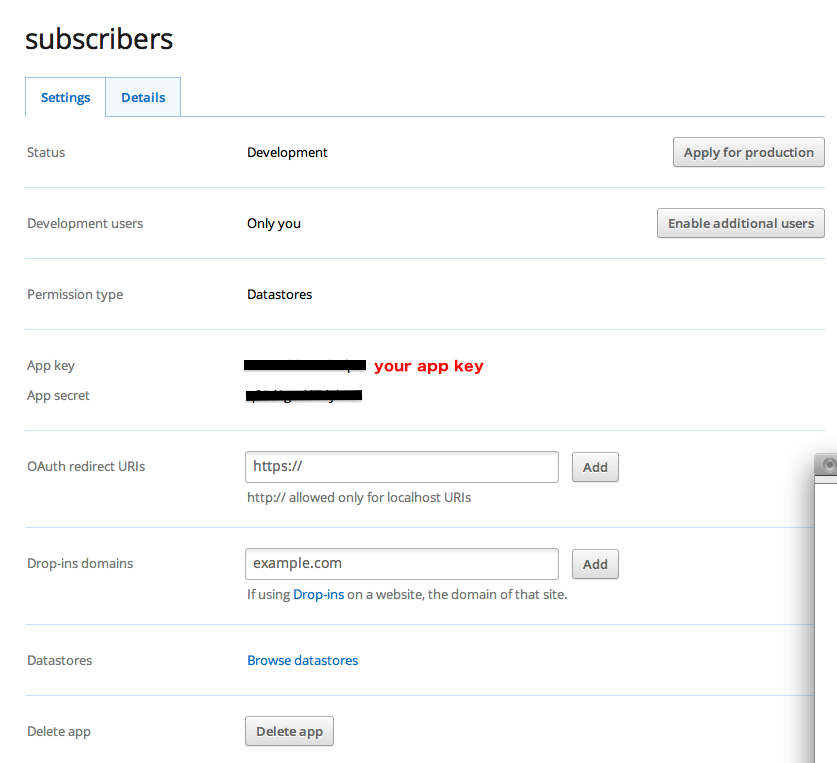 subscribers
Settings Details
Status Development Apply for production
Development users Only you Enable additional users
Permission type Datastores
App key your app key
App secret
OAuth redirect URIs https:// Add
http:// allowed only for localhost URIs
Drop-ins domains example.com Add
If using Drop-ins on a website, the domain of that site.
Datastores Browse datastores
Delete app Delete app